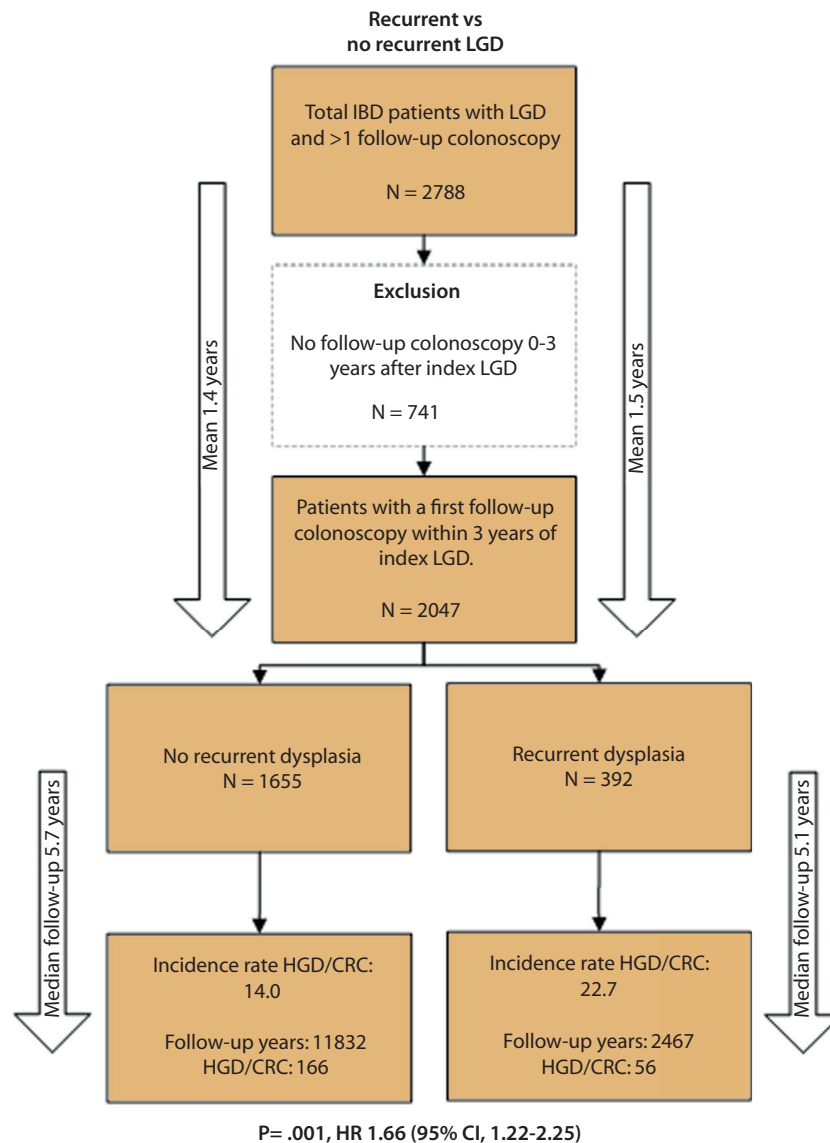 Recurrent vs
no recurrent LGD
Total IBD patients with LGD
and >1 follow-up colonoscopy
N = 2788
Mean 1.4 years
Mean 1.5 years
Exclusion
No follow-up colonoscopy 0-3
years after index LGD
N = 741
Patients with a first follow-up
colonoscopy within 3 years of
index LGD.
N = 2047
No recurrent dysplasia
N = 1655
Recurrent dysplasia
N = 392
Median follow-up 5.7 years
Median follow-up 5.1 years
Incidence rate HGD/CRC:
14.0
Follow-up years: 11832
HGD/CRC: 166
Incidence rate HGD/CRC:
22.7
Follow-up years: 2467
HGD/CRC: 56
P= .001, HR 1.66 (95% CI, 1.22-2.25)